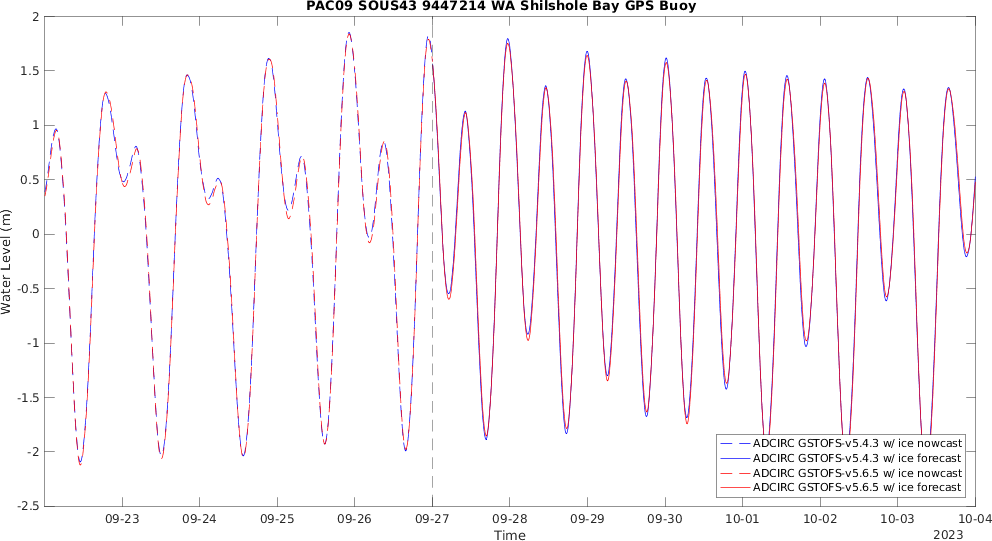 PAC09 SOUS43 9447214 WA Shilshole Bay GPS Buoy
2
1.5
1
0.5
0
-0.5
-1
-1.5
-2
-2.5
Water Level (m)
ADCIRC GSTOFS-v5.4.3 w/ ice nowcast
ADCIRC GSTOFS-v5.4.3 w/ ice forecast
ADCIRC GSTOFS-v5.6.5 w/ ice nowcast
ADCIRC GSTOFS-v5.6.5 w/ ice forecast
09-23 09-24 09-25 09-26 09-27 09-28 09-29 09-30 10-01 10-02 10-03 10-04
Time 2023